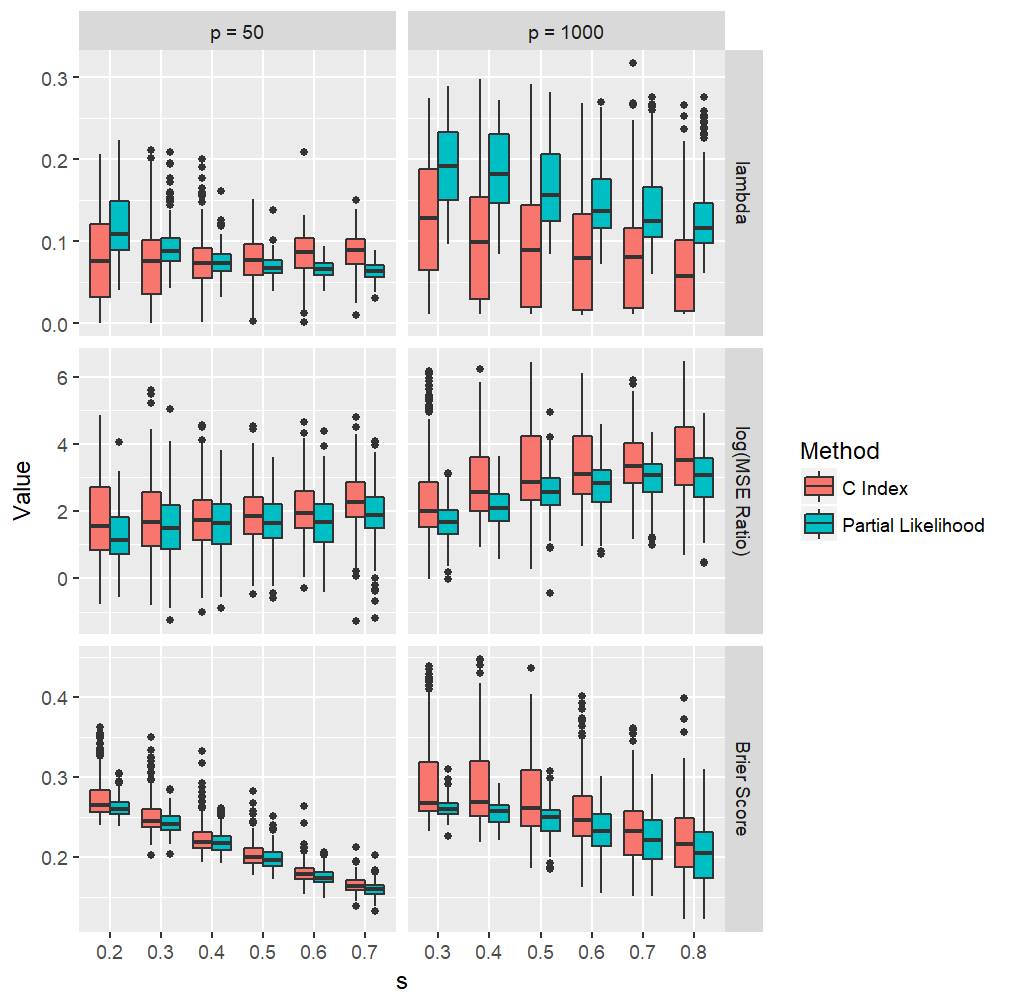 p = 50
p = 1000
0.3
0.2
0.1
0.0
lambda
6
4
2
0
log(MSE Ratio)
0.4
0.3
0.2
Brier Score
Value
0.2 0.3 0.4 0.5 0.6 0.7
0.3 0.4 0.5 0.6 0.7 0.8
s
Method
C Index
Partial Likelihood